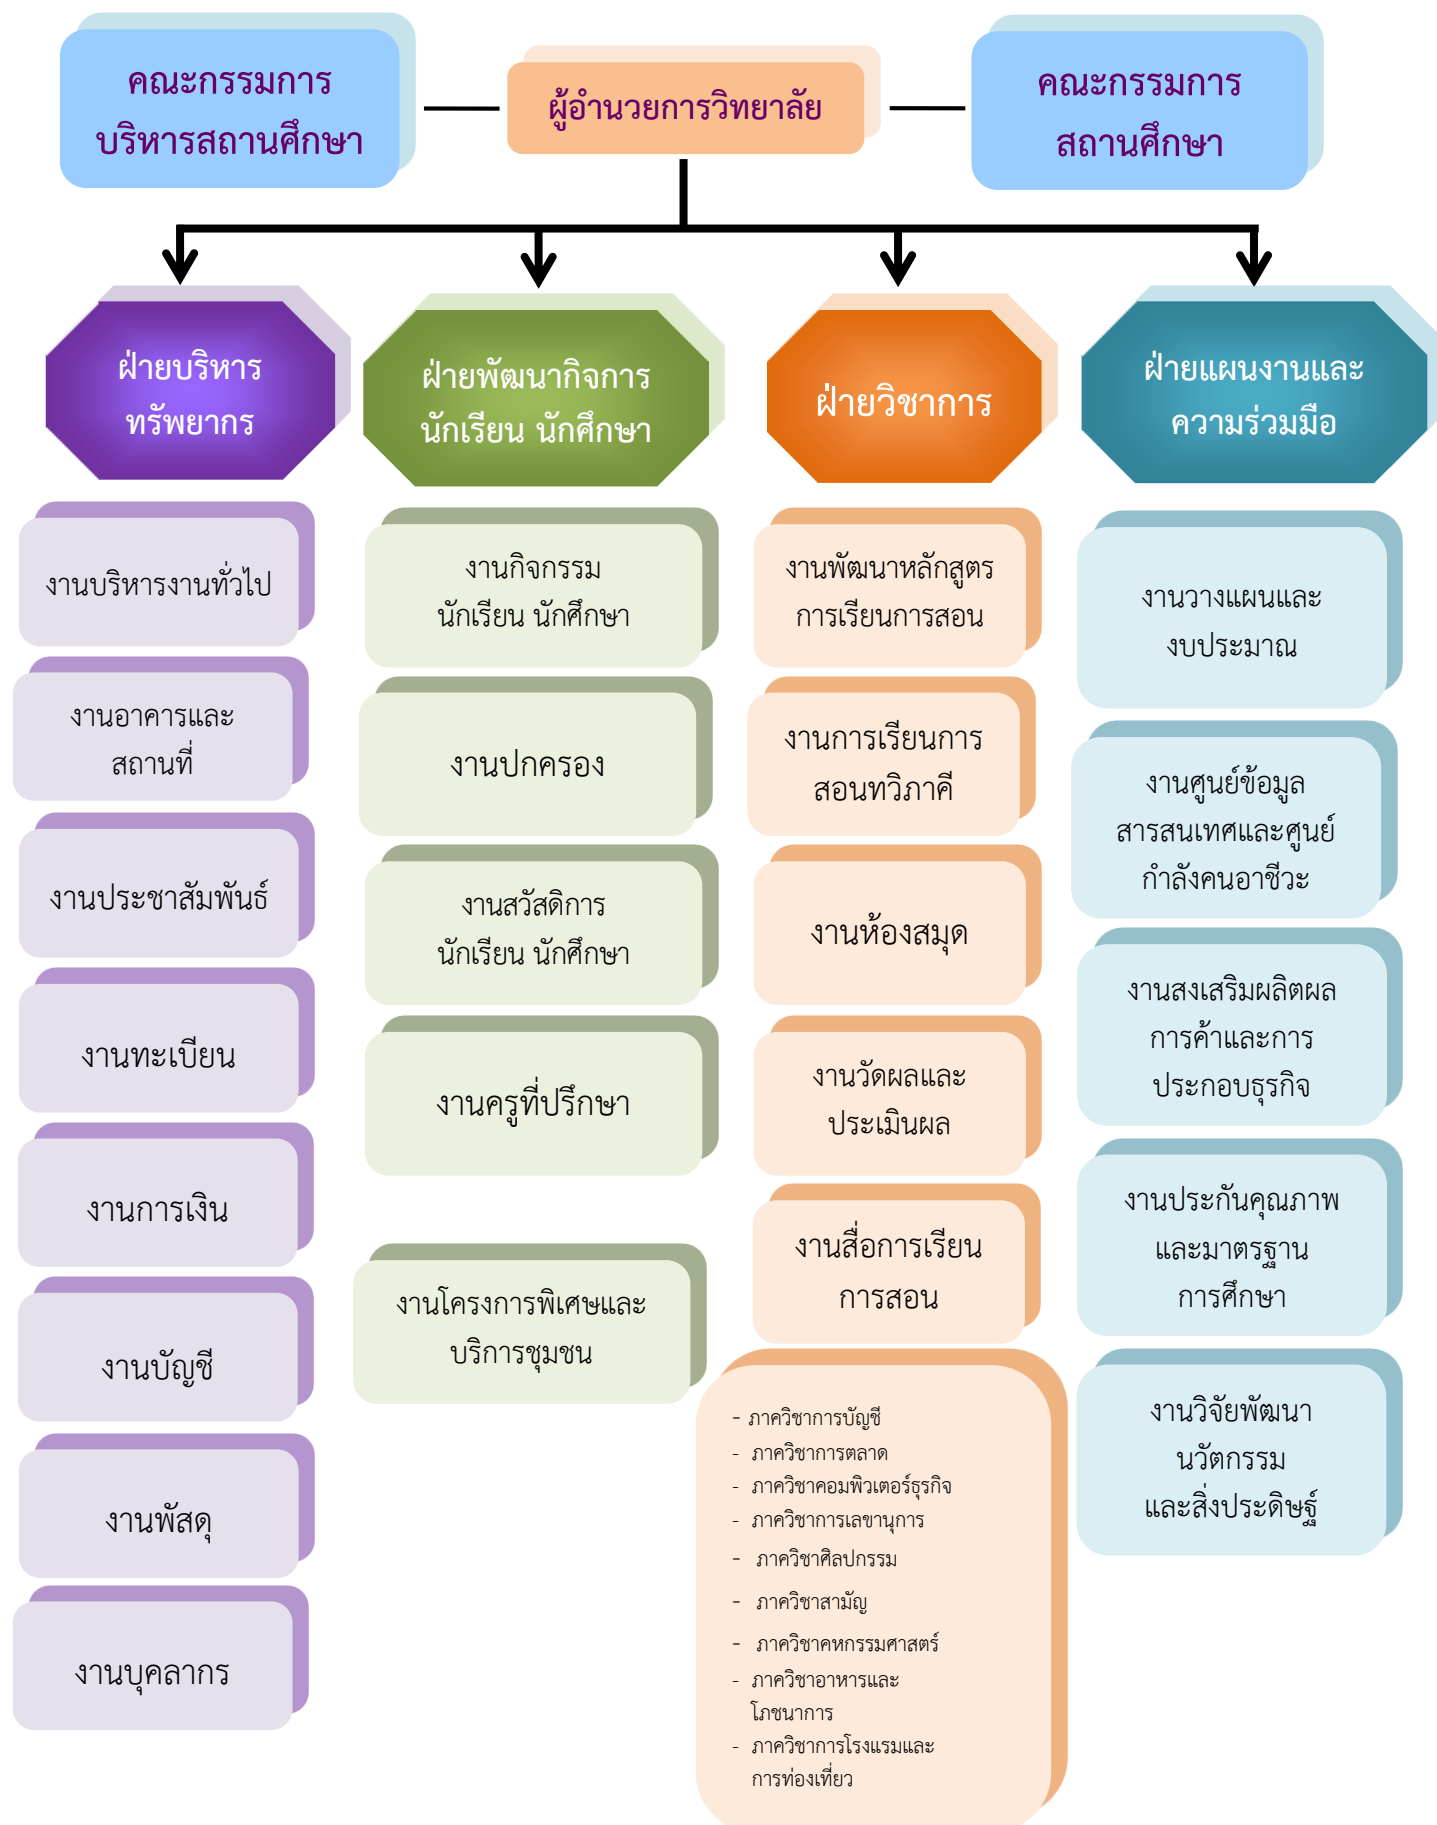 คณะกรรมการ
บริหารสถานศึกษา
ผู้อำนวยการวิทยาลัย
คณะกรรมการ
สถานศึกษา
ฝ่ายบริหาร
ทรัพยากร
ฝ่ายพัฒนากิจการ
นักเรียน นักศึกษา
ฝ่ายวิชาการ
ฝ่ายแผนงานและ
ความร่วมมือ
งานบริหารงานทั่วไป
งานอาคารและ
สถานที่
งานประชาสัมพันธ์
งานทะเบียน
งานการเงิน
งานบัญชี
งานพัสดุ
งานบุคลากร
งานกิจกรรม
นักเรียน นักศึกษา
งานปกครอง
งานสวัสดิการ
นักเรียน นักศึกษา
งานครูที่ปรึกษา
งานโครงการพิเศษและ
บริการชุมชน
งานพัฒนาหลักสูตร
การเรียนการสอน
งานการเรียนการ
สอนทวิภาคี
งานห้องสมุด
งานวัดผลและ
ประเมินผล
งานสื่อการเรียน
การสอน
- ภาควิชาการบัญชี
- ภาควิชาการตลาด
- ภาควิชาคอมพิวเตอร์ธุรกิจ
- ภาควิชาการเลขานุการ
- ภาควิชาศิลปกรรม
- ภาควิชาสามัญ
- ภาควิชาคหกรรมศาสตร์
- ภาควิชาอาหารและ
โภชนาการ
- ภาควิชาการโรงแรมและ
การท่องเที่ยว
งานวางแผนและ
งบประมาณ
งานศูนย์ข้อมูล
สารสนเทศและศูนย์
กำลังคนอาชีวะ
งานสงเสริมผลิตผล
การค้าและการ
ประกอบธุรกิจ
งานประกันคุณภาพ
และมาตรฐาน
การศึกษา
งานวิจัยพัฒนา
นวัตกรรม
และสิ่งประดิษฐ์